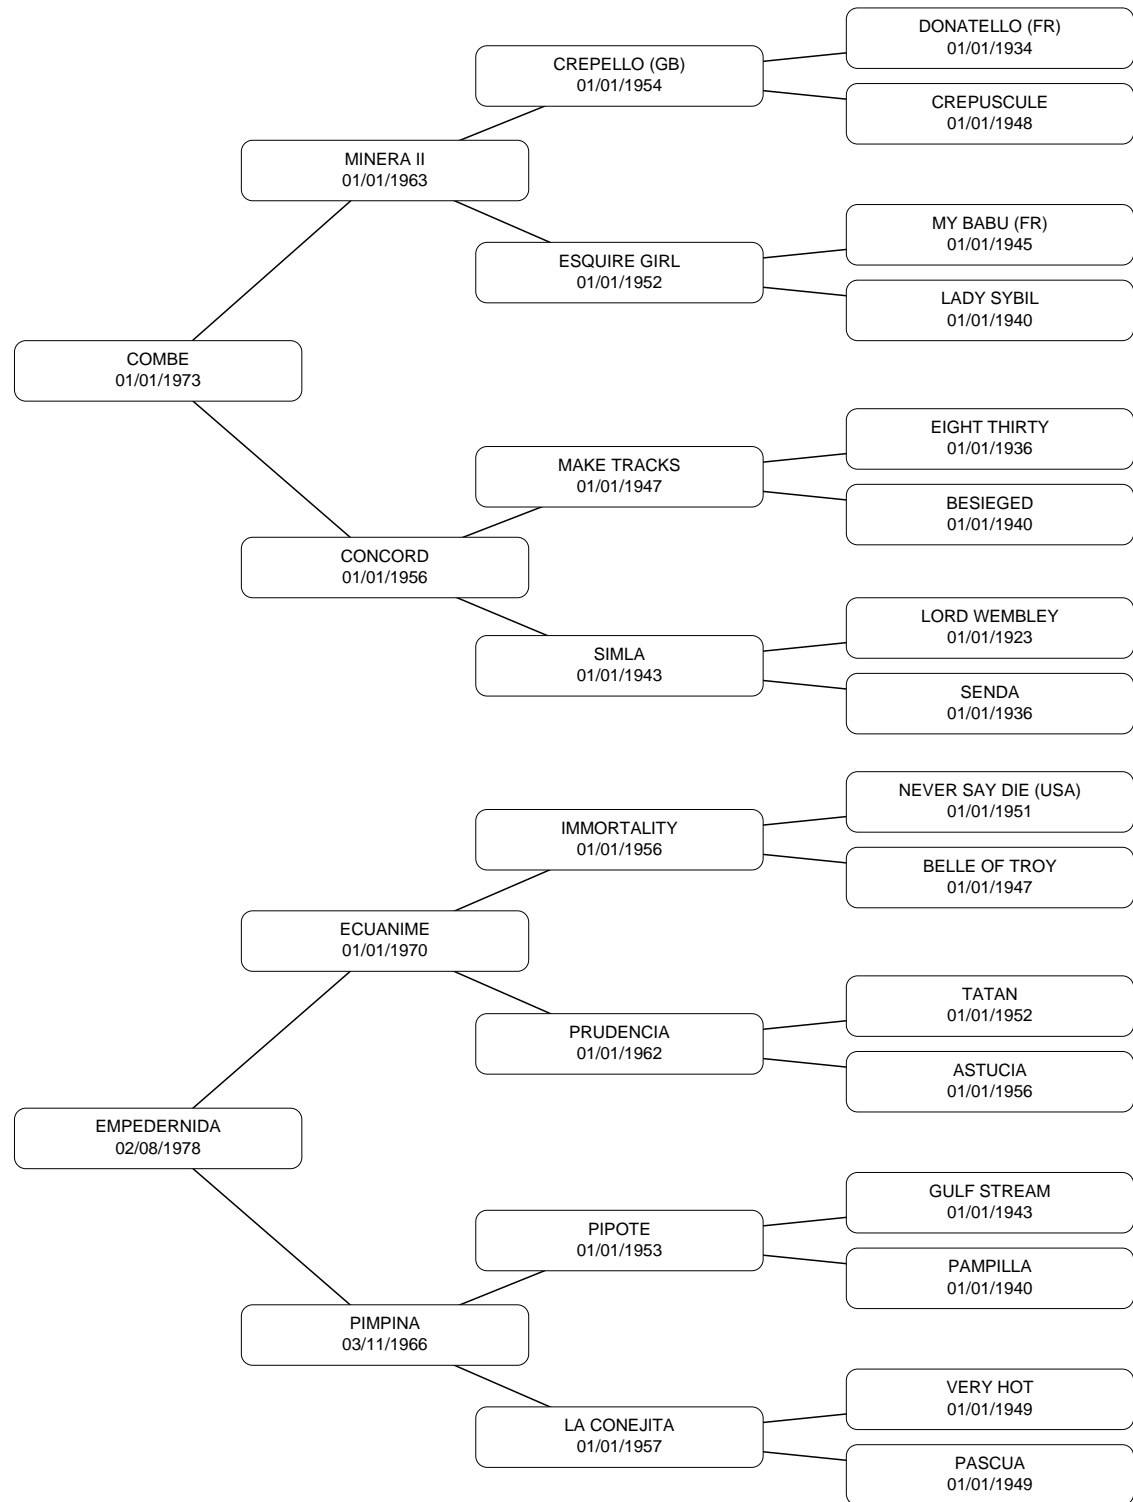 DONATELLO (FR)
01/01/1934
CREPELLO (GB)
01/01/1954
CREPUSCULE
01/01/1948
MINERA II
01/01/1963
MY BABU (FR)
01/01/1945
ESQUIRE GIRL
01/01/1952
LADY SYBIL
01/01/1940
COMBE
01/01/1973
EIGHT THIRTY
01/01/1936
MAKE TRACKS
01/01/1947
BESIEGED
01/01/1940
CONCORD
01/01/1956
LORD WEMBLEY
01/01/1923
SIMLA
01/01/1943
SENDA
01/01/1936
NEVER SAY DIE (USA)
01/01/1951
IMMORTALITY
01/01/1956
BELLE OF TROY
01/01/1947
ECUANIME
01/01/1970
TATAN
01/01/1952
PRUDENCIA
01/01/1962
ASTUCIA
01/01/1956
EMPEDERNIDA
02/08/1978
GULF STREAM
01/01/1943
PIPOTE
01/01/1953
PAMPILLA
01/01/1940
PIMPINA
03/11/1966
VERY HOT
01/01/1949
LA CONEJITA
01/01/1957
PASCUA
01/01/1949